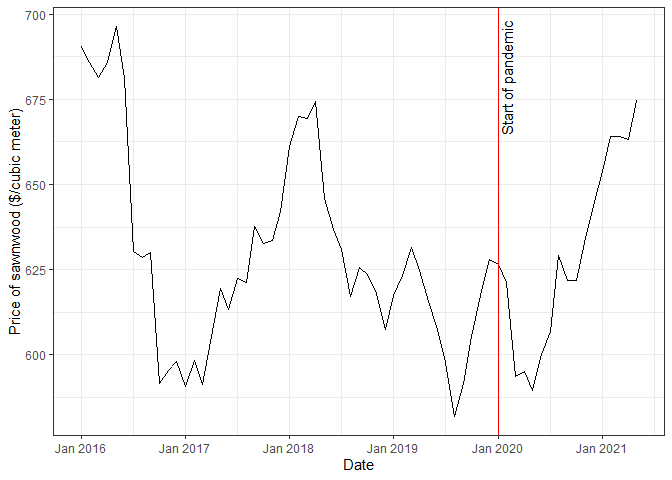 700
675
650
625
600
Price of sawnwood ($/cubic meter)
Start of pandemic
Jan 2016
Jan 2017
Jan 2018
Jan 2019
Jan 2020
Jan 2021
Date